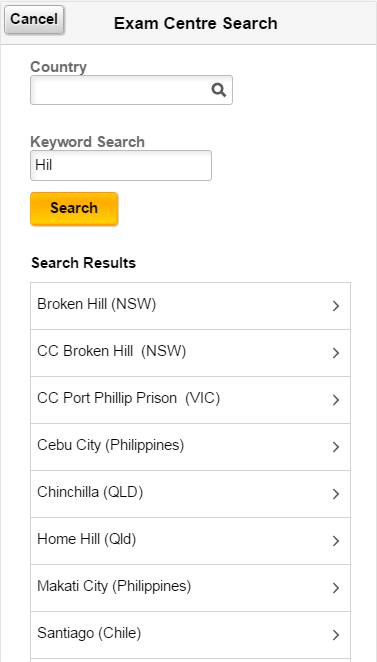 Cancel
Exam Centre Search
Country
Keyword Search
Hil
Search
Search Results
Broken Hill (NSW)
CC Broken Hill  (NSW)
CC Port Phillip Prison  (VIC)
Cebu City (Philippines)
Chinchilla (QLD)
Home Hill (Qld)
Makati City (Philippines)
Santiago (Chile)